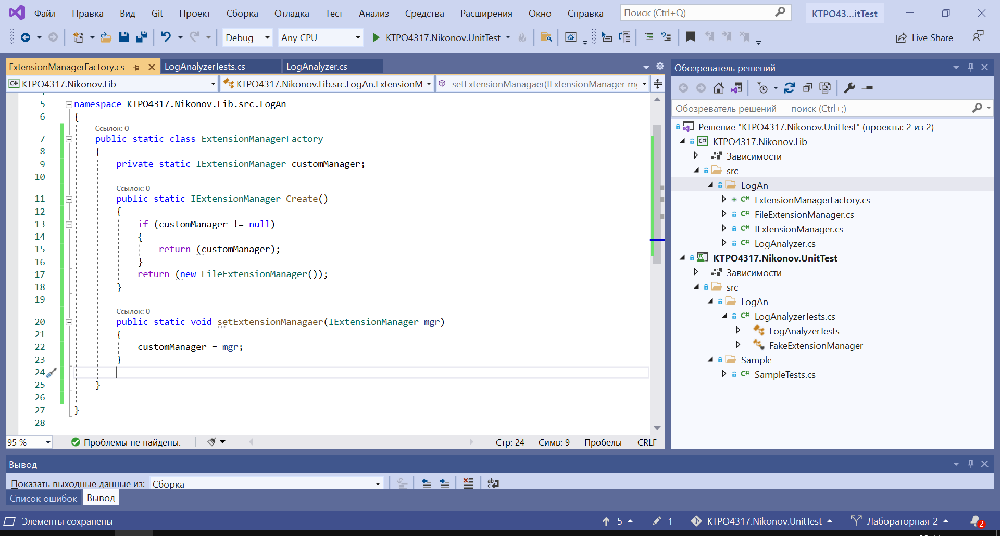 Файл Правка Вид Git Проект Сборка Отладка Тест Анализ Средства Расширения Окно Справка Поиск (Ctrl+Q) КТРО43...itTest
Debug Any CPU KTPO4317.Nikonov.UnitTest Live Share
ExtensionManagerFactory.cs LogAnalyzerTests.cs LogAnalyzer.cs
C# KTPO4317.Nikonov.Lib KTPO4317.Nikonov.Lib.src.LogAn.ExtensionM setExtensionManagaer(IExtensionManager mg
5 namespace KTPO4317.Nikonov.Lib.src.LogAn
6 {
Ссылок: 0
7 public static class ExtensionManagerFactory
8 {
9 private static IExtensionManager customManager;
10
Ссылок: 0
11 public static IExtensionManager Create()
12 {
13 if (customManager != null)
14 {
15 return (customManager);
16 }
17 return (new FileExtensionManager());
18 }
19
Ссылок: 0
20 public static void setExtensionManagaer(IExtensionManager mgr)
21 {
22 customManager = mgr;
23 }
24
25 }
26
27 }
28
95 % Проблемы не найдены. Стр: 24 Симв: 9 Пробелы CRLF
Обозреватель решений
Обозреватель решений — поиск (Ctrl+;)
Решение "KTPO4317.Nikonov.UnitTest" (проекты: 2 из 2)
C# KTPO4317.Nikonov.Lib
Зависимости
src
LogAn
C# ExtensionManagerFactory.cs
C# FileExtensionManager.cs
C# IExtensionManager.cs
C# LogAnalyzer.cs
KTPO4317.Nikonov.UnitTest
Зависимости
src
LogAn
C# LogAnalyzerTests.cs
LogAnalyzerTests
FakeExtensionManager
Sample
C# SampleTests.cs
Вывод
Показать выходные данные из: Сборка
Список ошибок Вывод
Элементы сохранены 5 1 KTPO4317.Nikonov.UnitTest Лабораторная_2 2